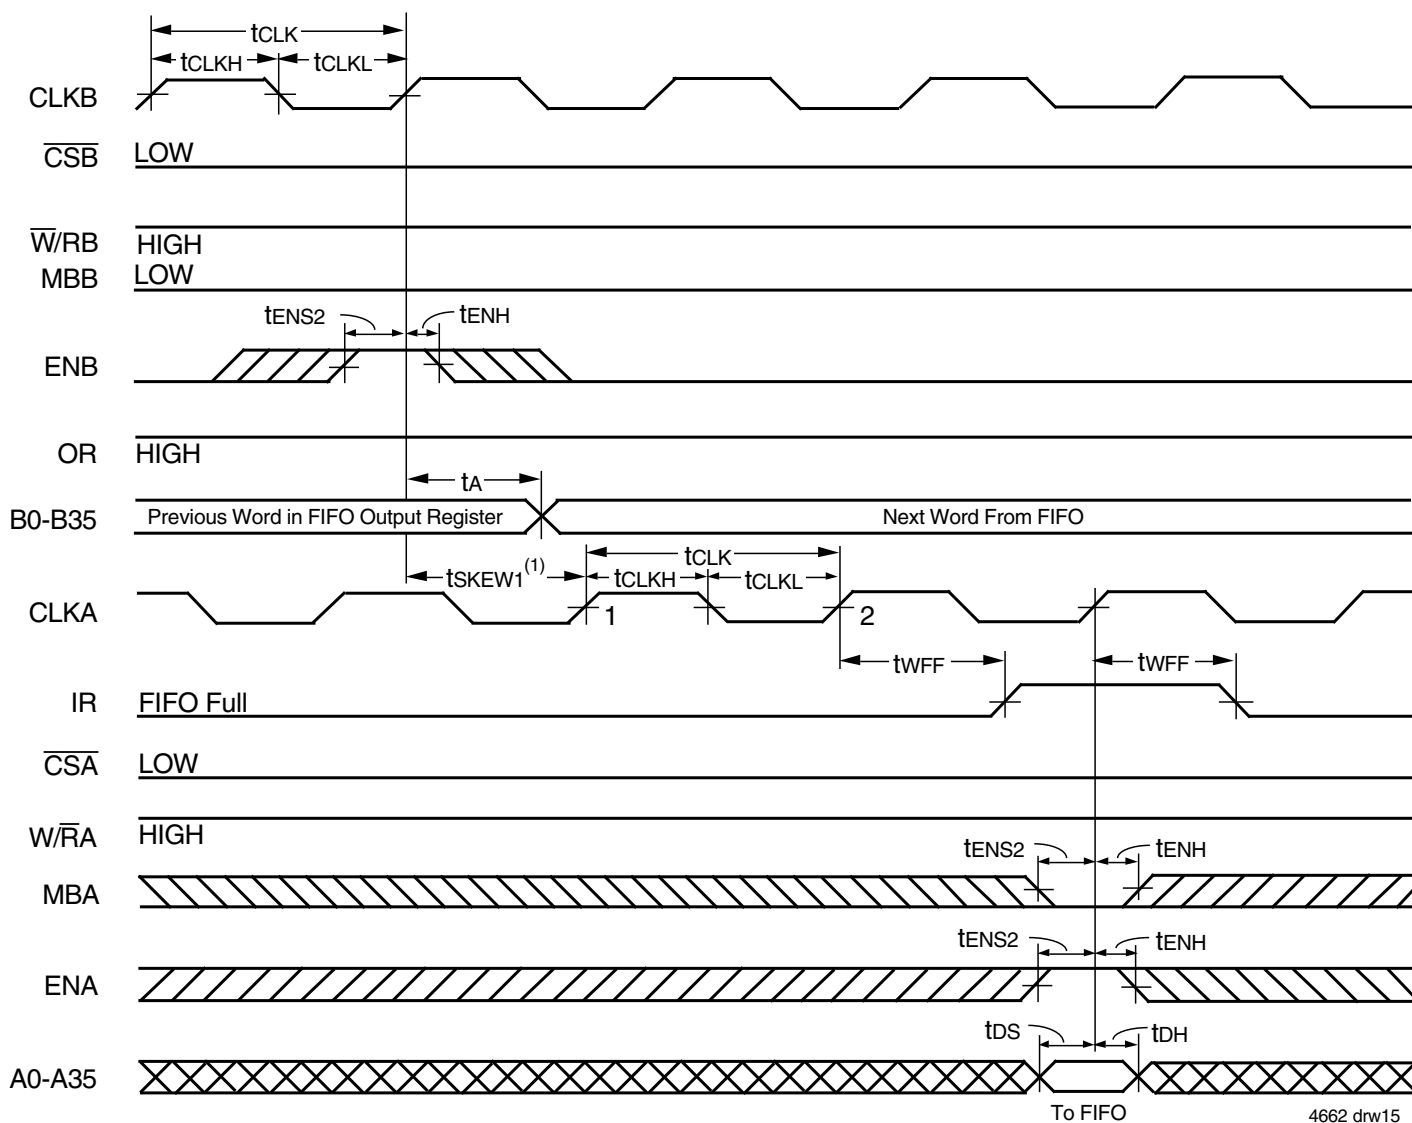 tCLK
tCLKH tCLKL
CLKB
CSB LOW
W/RB HIGH
MBB LOW
tENS2 tENH
ENB
OR HIGH
tA
B0-B35 Previous Word in FIFO Output Register Next Word From FIFO
tCLK
tSKEW1(1) tCLKH tCLKL
CLKA 1 2
tWFF tWFF
IR FIFO Full
CSA LOW
W/RA HIGH
tENS2 tENH
MBA
tENS2 tENH
ENA
tDS tDH
A0-A35
To FIFO
4662 drw15